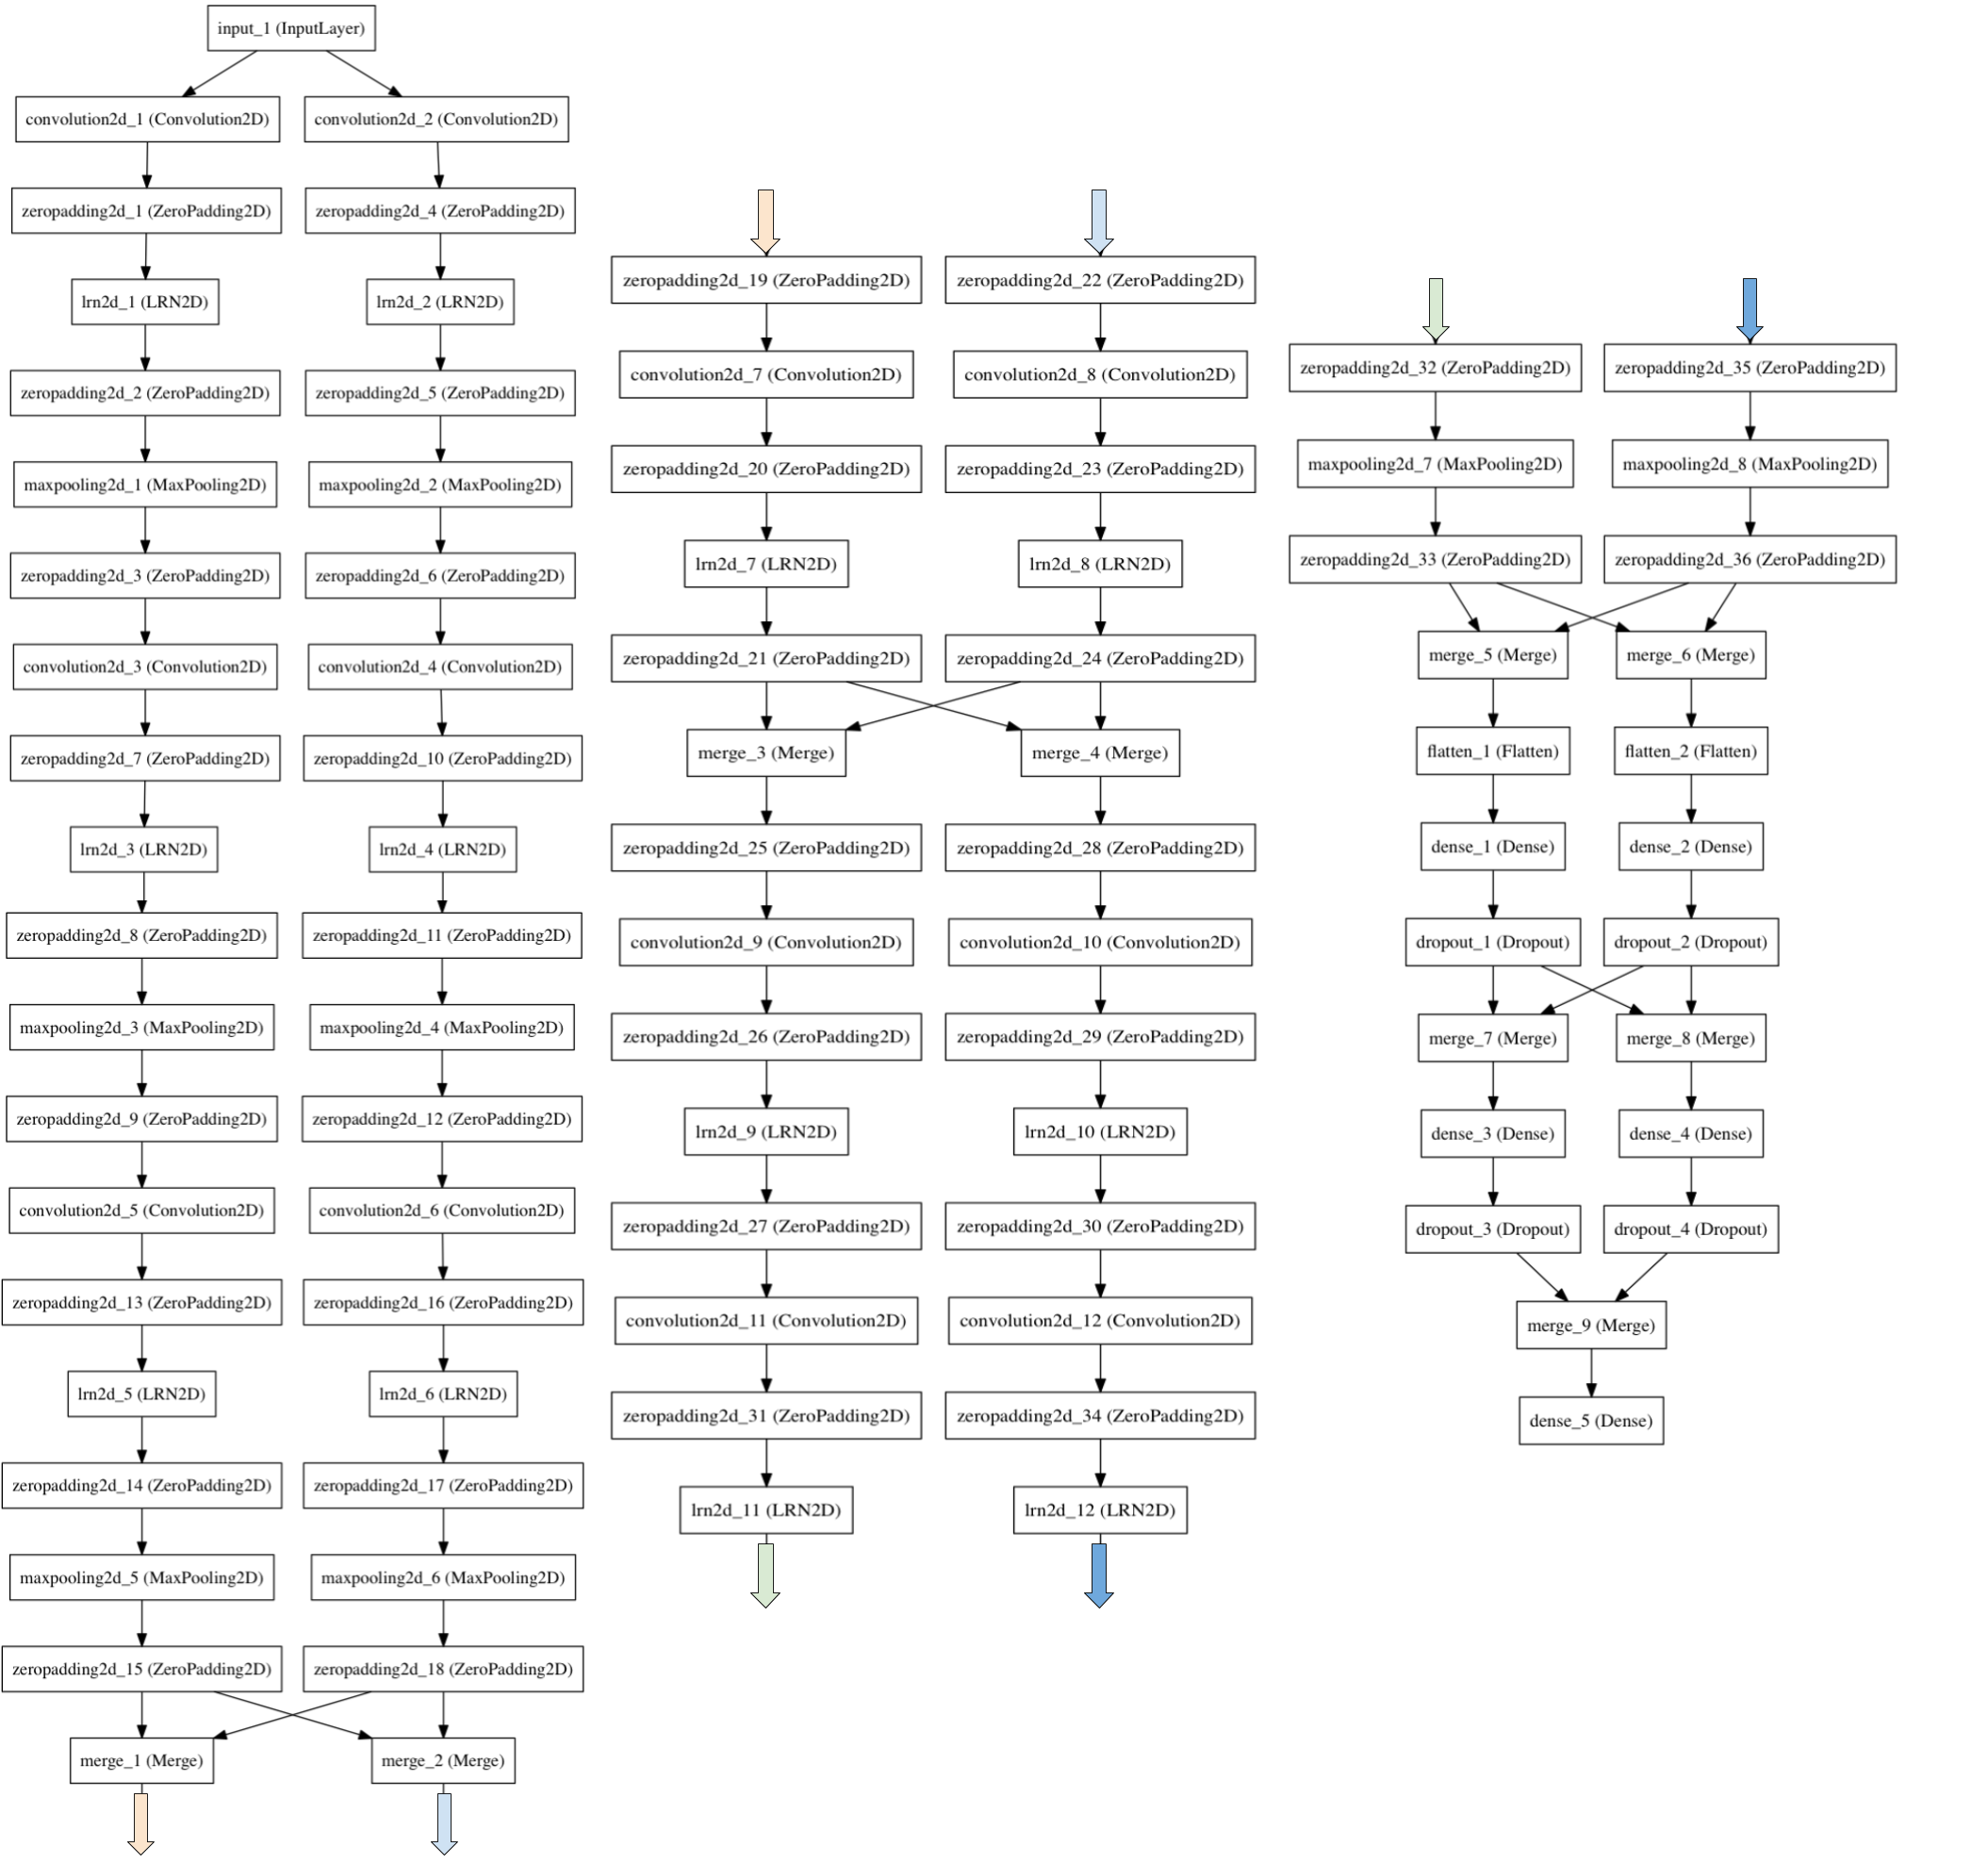 input_1 (InputLayer)
convolution2d_1 (Convolution2D)
convolution2d_2 (Convolution2D)
zeropadding2d_1 (ZeroPadding2D)
zeropadding2d_4 (ZeroPadding2D)
lrn2d_1 (LRN2D)
lrn2d_2 (LRN2D)
zeropadding2d_2 (ZeroPadding2D)
zeropadding2d_5 (ZeroPadding2D)
maxpooling2d_1 (MaxPooling2D)
maxpooling2d_2 (MaxPooling2D)
zeropadding2d_3 (ZeroPadding2D)
zeropadding2d_6 (ZeroPadding2D)
convolution2d_3 (Convolution2D)
convolution2d_4 (Convolution2D)
zeropadding2d_7 (ZeroPadding2D)
zeropadding2d_10 (ZeroPadding2D)
lrn2d_3 (LRN2D)
lrn2d_4 (LRN2D)
zeropadding2d_8 (ZeroPadding2D)
zeropadding2d_11 (ZeroPadding2D)
maxpooling2d_3 (MaxPooling2D)
maxpooling2d_4 (MaxPooling2D)
zeropadding2d_9 (ZeroPadding2D)
zeropadding2d_12 (ZeroPadding2D)
convolution2d_5 (Convolution2D)
convolution2d_6 (Convolution2D)
zeropadding2d_13 (ZeroPadding2D)
zeropadding2d_16 (ZeroPadding2D)
lrn2d_5 (LRN2D)
lrn2d_6 (LRN2D)
zeropadding2d_14 (ZeroPadding2D)
zeropadding2d_17 (ZeroPadding2D)
maxpooling2d_5 (MaxPooling2D)
maxpooling2d_6 (MaxPooling2D)
zeropadding2d_15 (ZeroPadding2D)
zeropadding2d_18 (ZeroPadding2D)
merge_1 (Merge)
merge_2 (Merge)
zeropadding2d_19 (ZeroPadding2D)
zeropadding2d_22 (ZeroPadding2D)
convolution2d_7 (Convolution2D)
convolution2d_8 (Convolution2D)
zeropadding2d_20 (ZeroPadding2D)
zeropadding2d_23 (ZeroPadding2D)
lrn2d_7 (LRN2D)
lrn2d_8 (LRN2D)
zeropadding2d_21 (ZeroPadding2D)
zeropadding2d_24 (ZeroPadding2D)
merge_3 (Merge)
merge_4 (Merge)
zeropadding2d_25 (ZeroPadding2D)
zeropadding2d_28 (ZeroPadding2D)
convolution2d_9 (Convolution2D)
convolution2d_10 (Convolution2D)
zeropadding2d_26 (ZeroPadding2D)
zeropadding2d_29 (ZeroPadding2D)
lrn2d_9 (LRN2D)
lrn2d_10 (LRN2D)
zeropadding2d_27 (ZeroPadding2D)
zeropadding2d_30 (ZeroPadding2D)
convolution2d_11 (Convolution2D)
convolution2d_12 (Convolution2D)
zeropadding2d_31 (ZeroPadding2D)
zeropadding2d_34 (ZeroPadding2D)
lrn2d_11 (LRN2D)
lrn2d_12 (LRN2D)
zeropadding2d_32 (ZeroPadding2D)
zeropadding2d_35 (ZeroPadding2D)
maxpooling2d_7 (MaxPooling2D)
maxpooling2d_8 (MaxPooling2D)
zeropadding2d_33 (ZeroPadding2D)
zeropadding2d_36 (ZeroPadding2D)
merge_5 (Merge)
merge_6 (Merge)
flatten_1 (Flatten)
flatten_2 (Flatten)
dense_1 (Dense)
dense_2 (Dense)
dropout_1 (Dropout)
dropout_2 (Dropout)
merge_7 (Merge)
merge_8 (Merge)
dense_3 (Dense)
dense_4 (Dense)
dropout_3 (Dropout)
dropout_4 (Dropout)
merge_9 (Merge)
dense_5 (Dense)